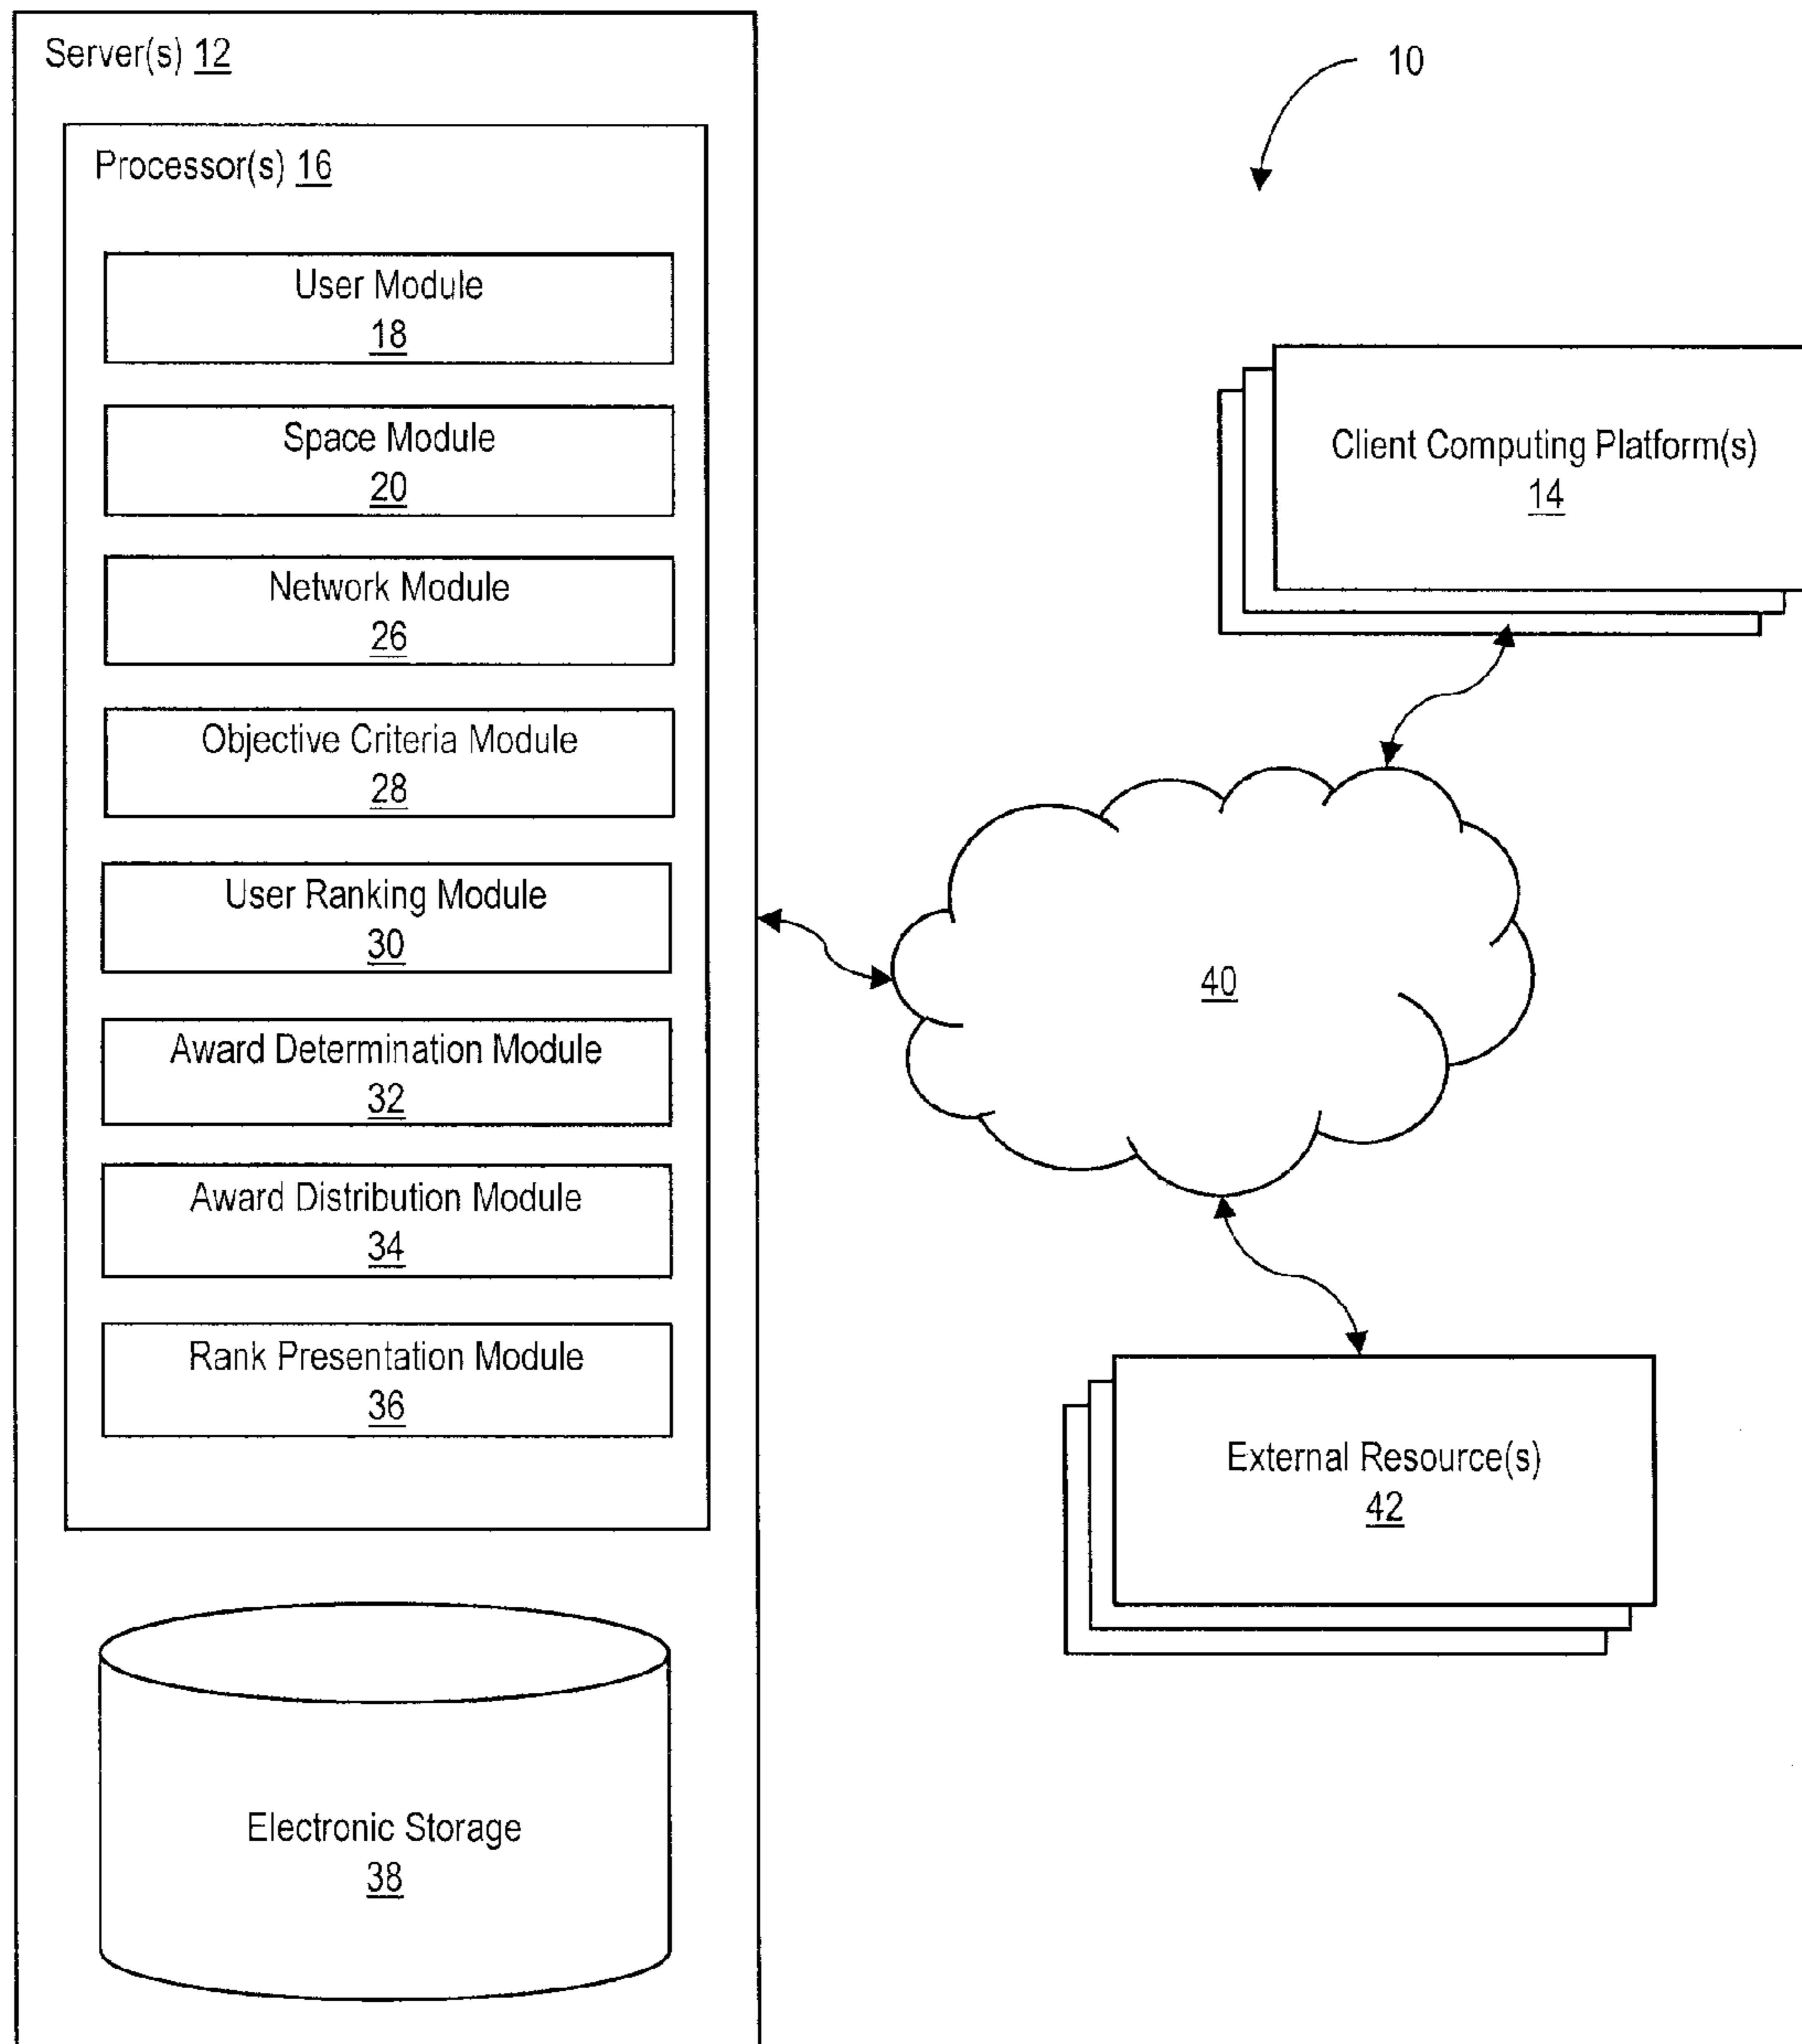 Server(s) 12
10
Processor(s) 16
User Module
18
Space Module
20
Network Module
26
Objective Criteria Module
28
User Ranking Module
30
Award Determination Module
32
Award Distribution Module
34
Rank Presentation Module
36
Electronic Storage
38
Client Computing Platform(s)
14
40
External Resource(s)
42